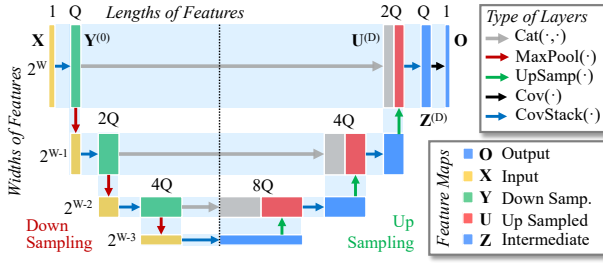 Lengths of Features
1 Q 2Q Q 1
X Y(0) U(D) O
2W
Z(D)
2Q 4Q
2W-1
Widths of Features
4Q 8Q
2W-2
Down Sampling
Up Sampling
2W-3
Type of Layers
Cat(·,·)
MaxPool(·)
UpSamp(·)
Cov(·)
CovStack(·)
Feature Maps
O Output
X Input
Y Down Samp.
U Up Sampled
Z Intermediate